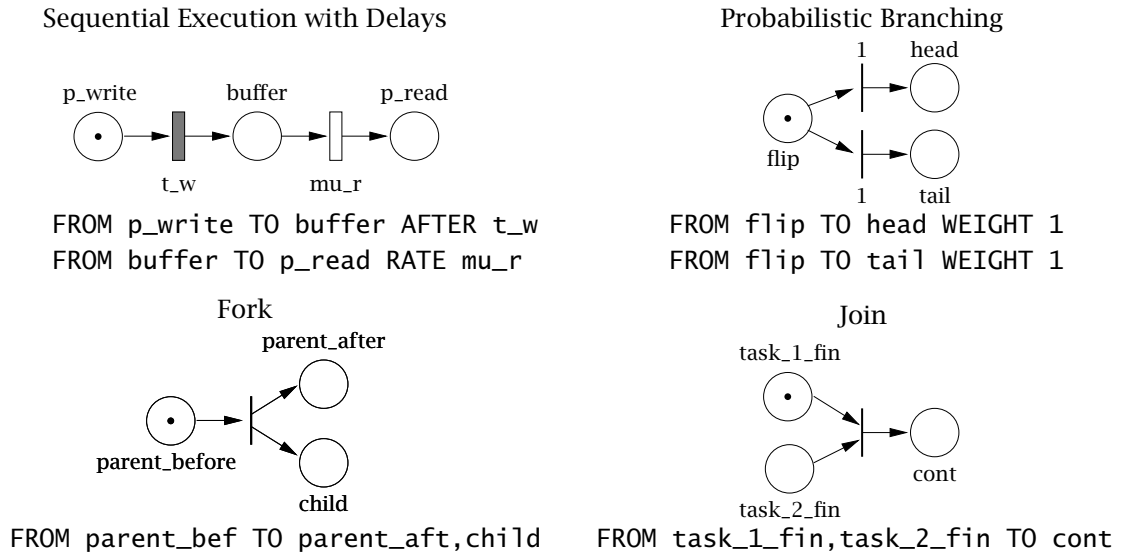 Sequential Execution with Delays
p_write
buffer
p_read
t_w
mu_r
FROM p_write TO buffer AFTER t_w
FROM buffer TO p_read RATE mu_r
Probabilistic Branching
1
head
flip
1
tail
FROM flip TO head WEIGHT 1
FROM flip TO tail WEIGHT 1
Fork
parent_after
parent_before
child
FROM parent_bef TO parent_aft,child
Join
task_1_fin
cont
task_2_fin
FROM task_1_fin,task_2_fin TO cont